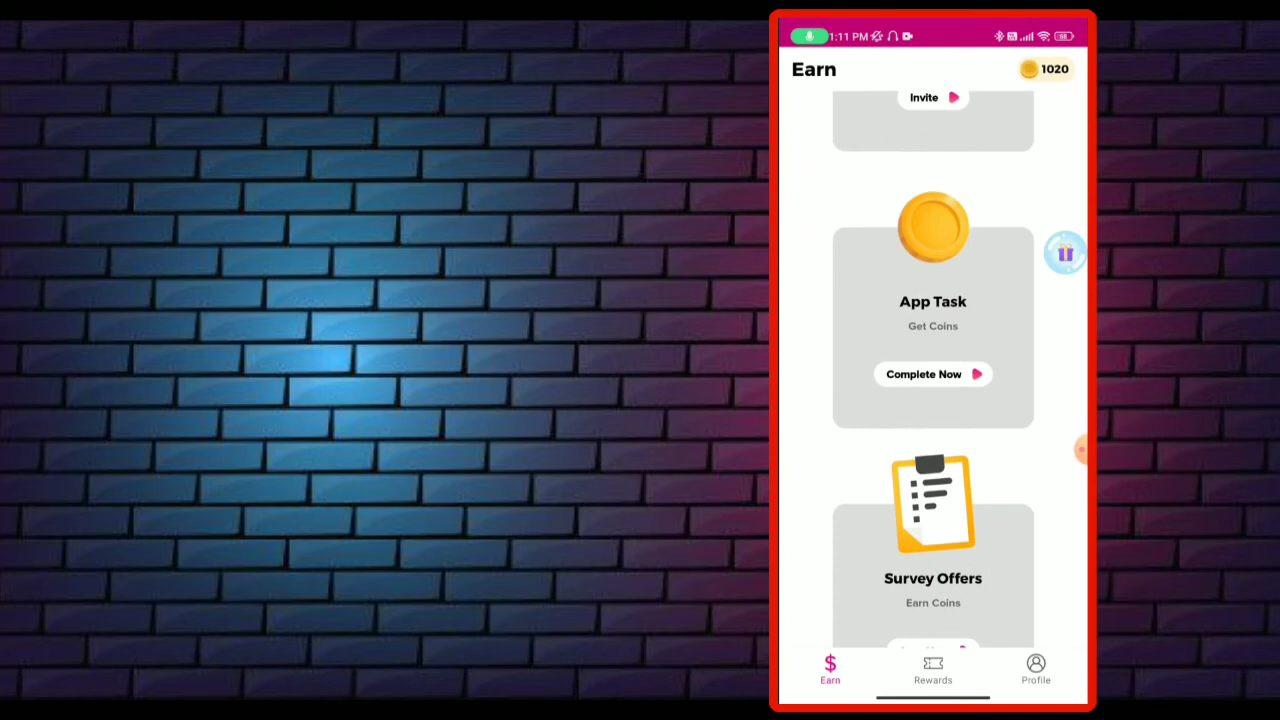 1:11 PM
Earn
1020
Invite
App Task
Get Coins
Complete Now
Survey Offers
Earn Coins
$
Earn
Rewards
Profile